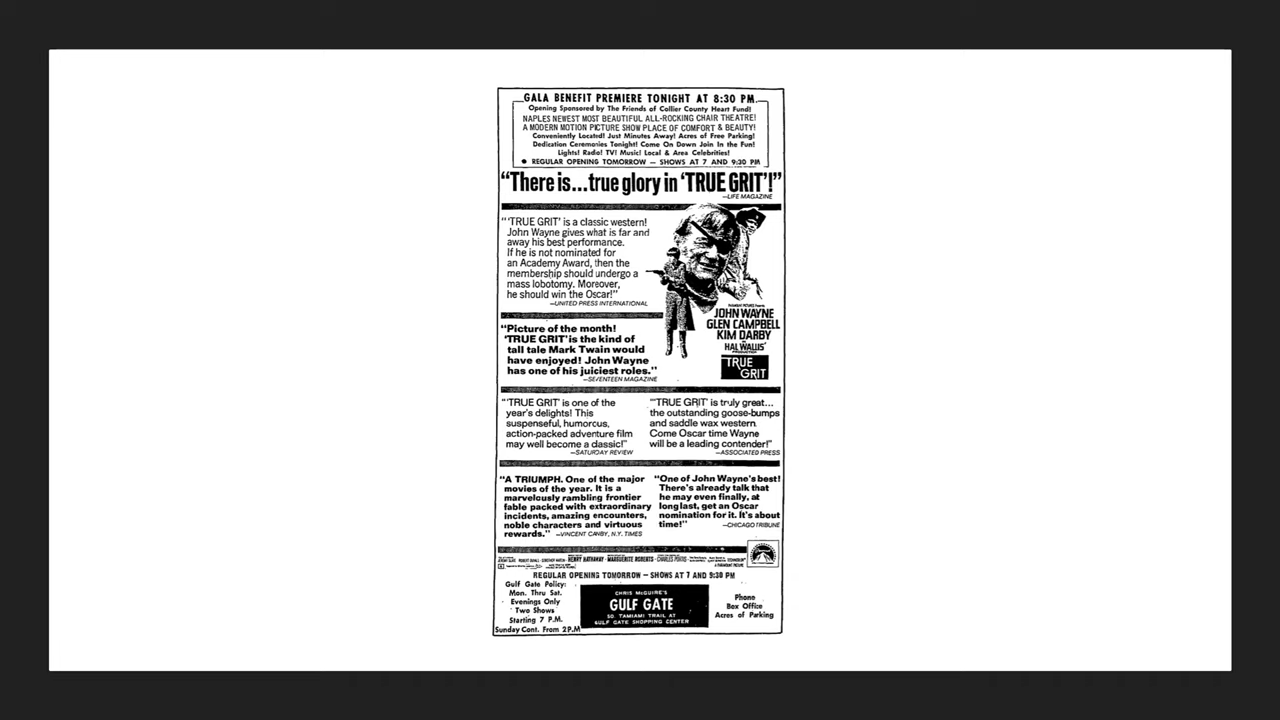 GALA BENEFIT PREMIERE TONIGHT AT 8:30 PM.
Opening Sponsored by The Friends of Collier County Heart Fund!
NAPLES NEWEST MOST BEAUTIFUL ALL-ROCKING CHAIR THEATRE!
A MODERN MOTION PICTURE SHOW PLACE OF COMFORT & BEAUTY!
Conveniently Located! Just Minutes Away! Acres of Free Parking!
Dedication Ceremonies Tonight! Come On Down Join In the Fun!
Lights! Radio! TV! Music! Local & Area Celebrities!
● REGULAR OPENING TOMORROW — SHOWS AT 7 AND 9:30 PM
"There is...true glory in 'TRUE GRIT'!"
—LIFE MAGAZINE
"'TRUE GRIT' is a classic western!
John Wayne gives what is far and
away his best performance.
If he is not nominated for
an Academy Award, then the
membership should undergo a
mass lobotomy. Moreover,
he should win the Oscar!"
—UNITED PRESS INTERNATIONAL
PARAMOUNT PICTURES Presents
JOHN WAYNE
GLEN CAMPBELL
KIM DARBY
HAL WALLIS'
PRODUCTION
TRUE
GRIT
"Picture of the month!
'TRUE GRIT' is the kind of
tall tale Mark Twain would
have enjoyed! John Wayne
has one of his juiciest roles."
—SEVENTEEN MAGAZINE
"'TRUE GRIT' is one of the
year's delights! This
suspenseful, humorous,
action-packed adventure film
may well become a classic!"
—SATURDAY REVIEW
"'TRUE GRIT' is truly great...
the outstanding goose-bumps
and saddle wax western.
Come Oscar time Wayne
will be a leading contender!"
—ASSOCIATED PRESS
"A TRIUMPH. One of the major
movies of the year. It is a
marvelously rambling frontier
fable packed with extraordinary
incidents, amazing encounters,
noble characters and virtuous
rewards." —VINCENT CANBY, N.Y. TIMES
"One of John Wayne's best!
There's already talk that
he may even finally, at
long last, get an Oscar
nomination for it. It's about
time!" —CHICAGO TRIBUNE
HENRY HATHAWAY MARGUERITE ROBERTS CHARLES PORTIS
A PARAMOUNT PICTURE
REGULAR OPENING TOMORROW — SHOWS AT 7 AND 9:30 PM
Gulf Gate Policy:
Mon. Thru Sat.
Evenings Only
Two Shows
Starting 7 P.M.
Sunday Cont. From 2P.M
CHRIS McGUIRE'S
GULF GATE
SO. TAMIAMI TRAIL AT
GULF GATE SHOPPING CENTER
Phone
Box Office
Acres of Parking